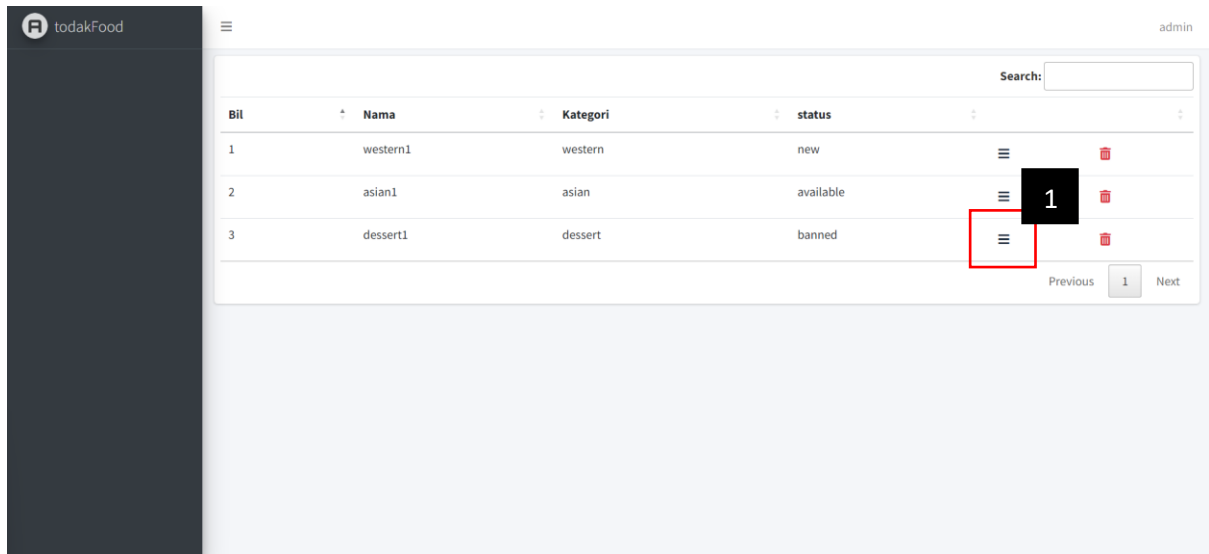 todakFood
admin
Search:
Bil Nama Kategori status
1 western1 western new
2 asian1 asian available
1
3 dessert1 dessert banned
Previous 1 Next